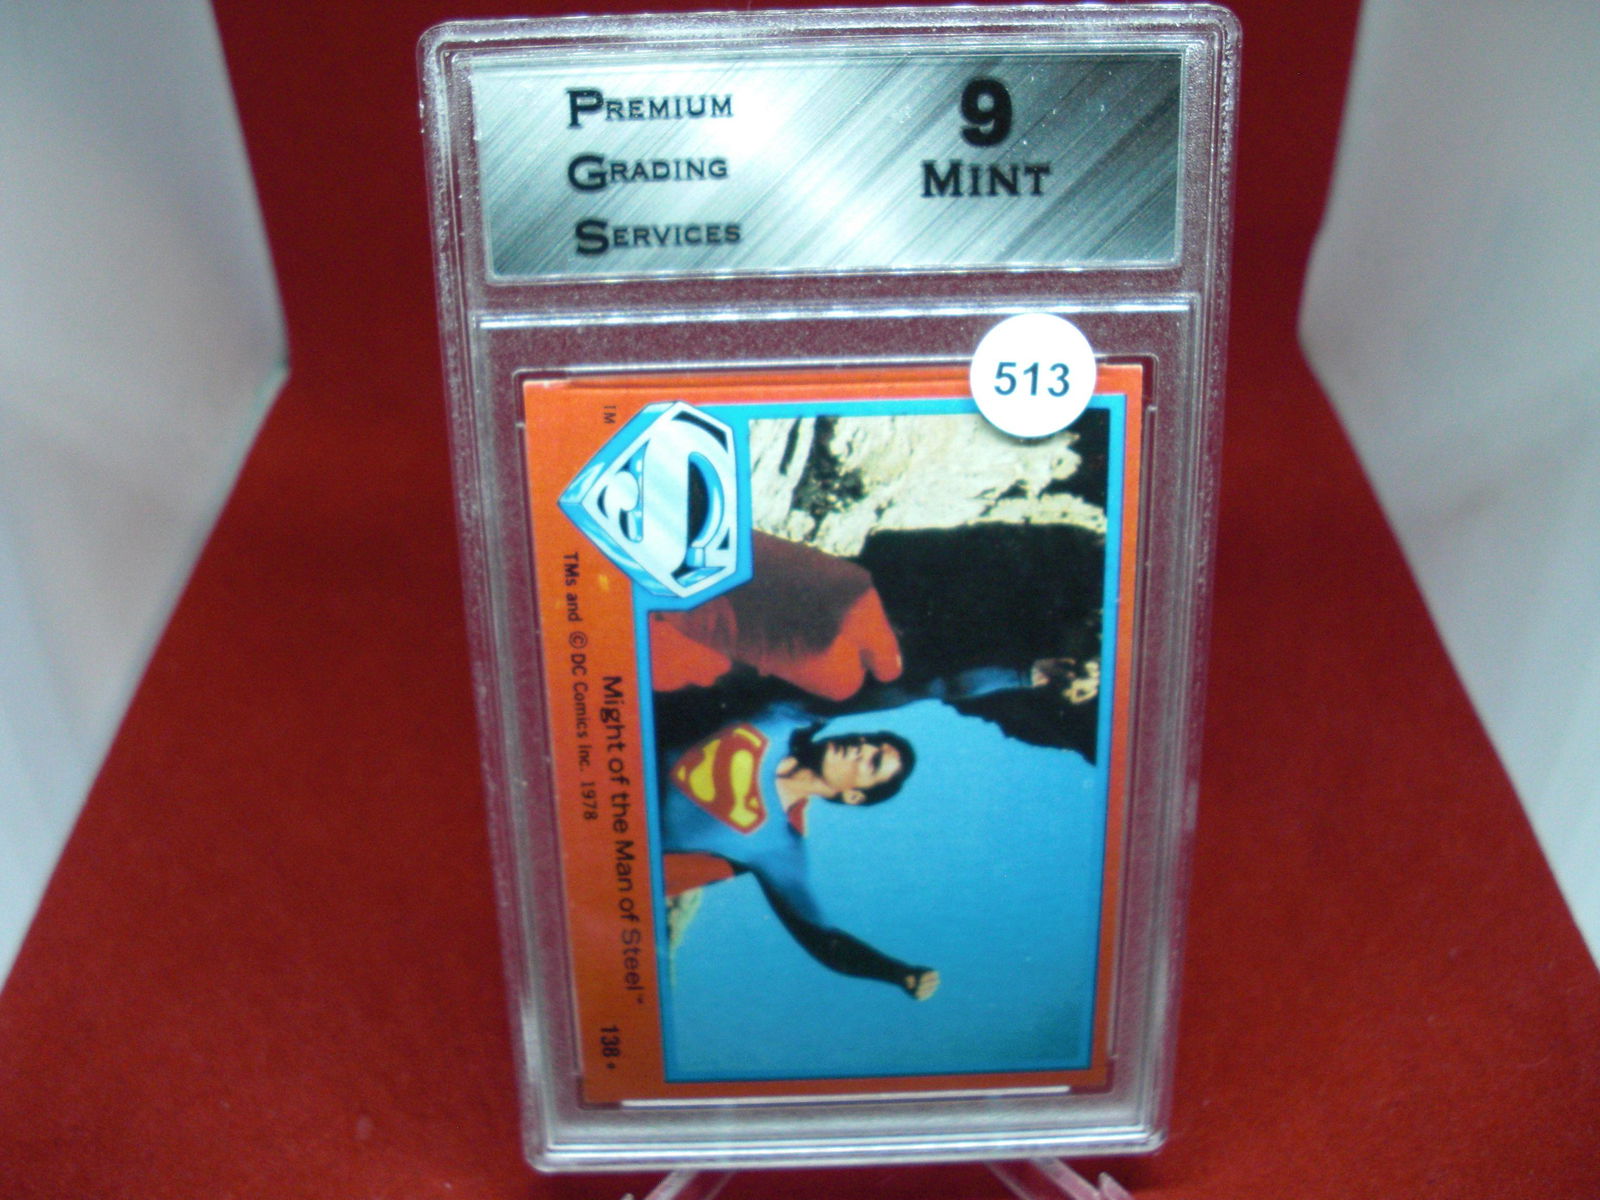 PREMIUM
GRADING
SERVICES
9
MINT
513
TM
Might of the Man of Steel™ 138
TMs and © DC Comics Inc. 1978